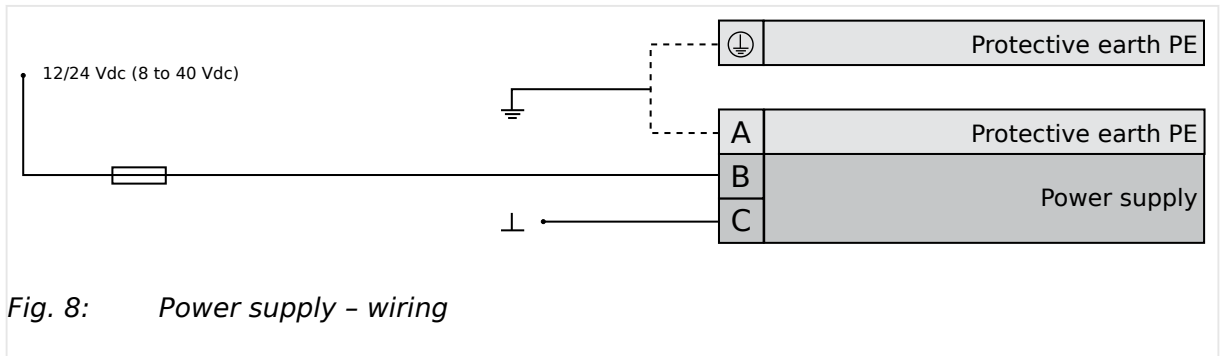 Protective earth PE
12/24 Vdc (8 to 40 Vdc)
A Protective earth PE
B
Power supply
C
Fig. 8: Power supply – wiring